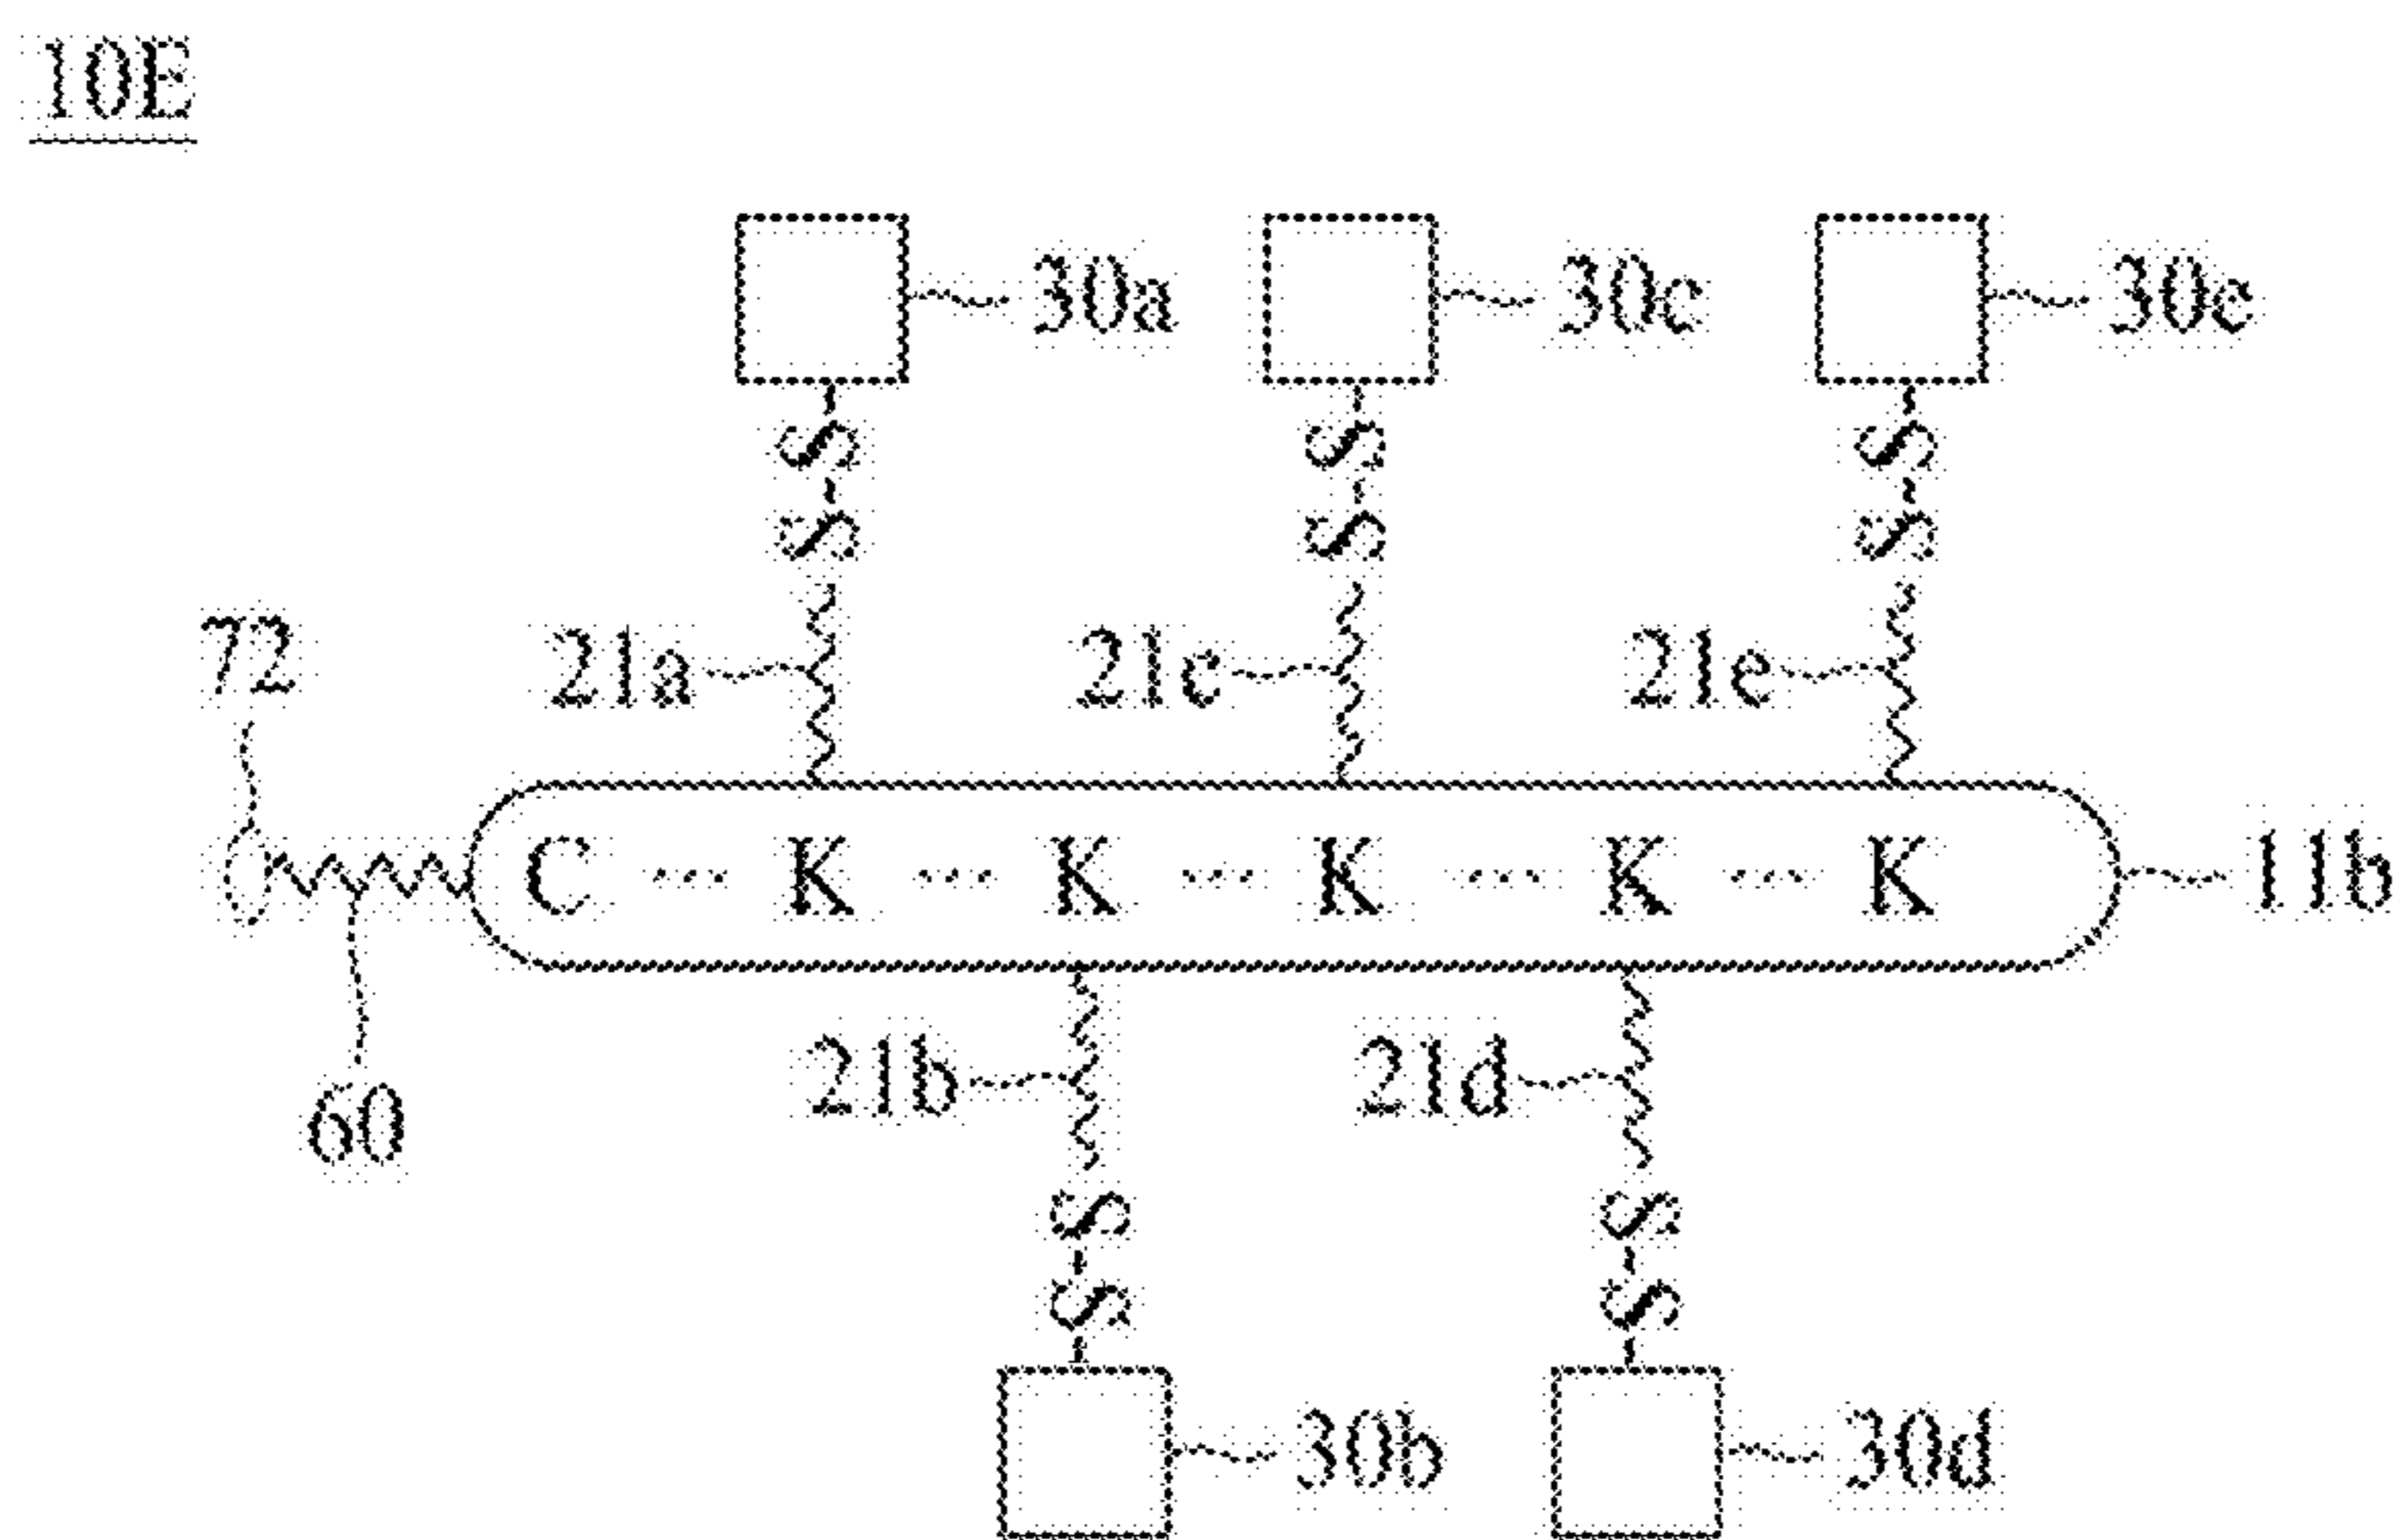 10E
30a 30c 30e
S S S
S S S
72 21a 21c 21e
C ··· K ··· K ··· K ··· K ··· K 11b
21b 21d
60
S S
S S
30b 30d